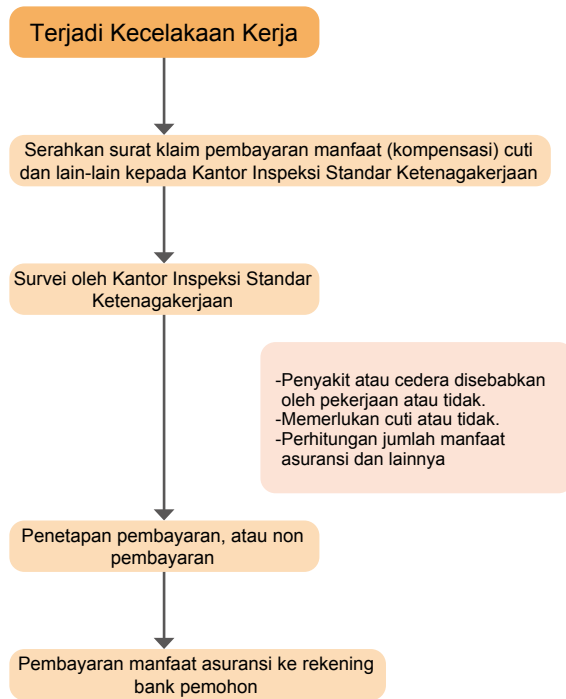 Terjadi Kecelakaan Kerja
Serahkan surat klaim pembayaran manfaat (kompensasi) cuti
dan lain-lain kepada Kantor Inspeksi Standar Ketenagakerjaan
Survei oleh Kantor Inspeksi Standar
Ketenagakerjaan
-Penyakit atau cedera disebabkan
oleh pekerjaan atau tidak.
-Memerlukan cuti atau tidak.
-Perhitungan jumlah manfaat
asuransi dan lainnya
Penetapan pembayaran, atau non
pembayaran
Pembayaran manfaat asuransi ke rekening
bank pemohon